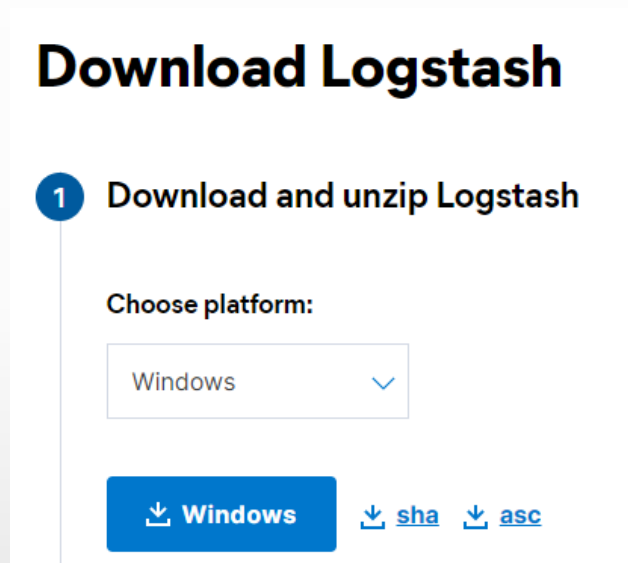 Download Logstash
1 Download and unzip Logstash
Choose platform:
Windows
Windows sha asc